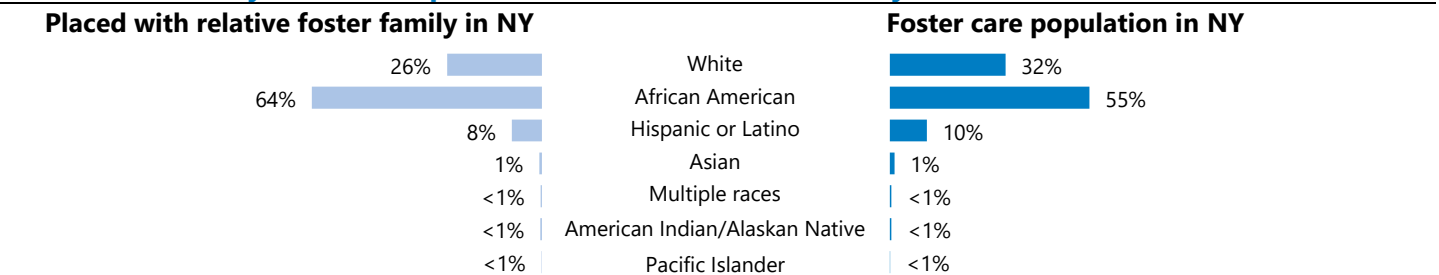 Placed with relative foster family in NY Foster care population in NY
26% White 32%
64% African American 55%
8% Hispanic or Latino 10%
1% Asian 1%
<1% Multiple races <1%
<1% American Indian/Alaskan Native <1%
<1% Pacific Islander <1%